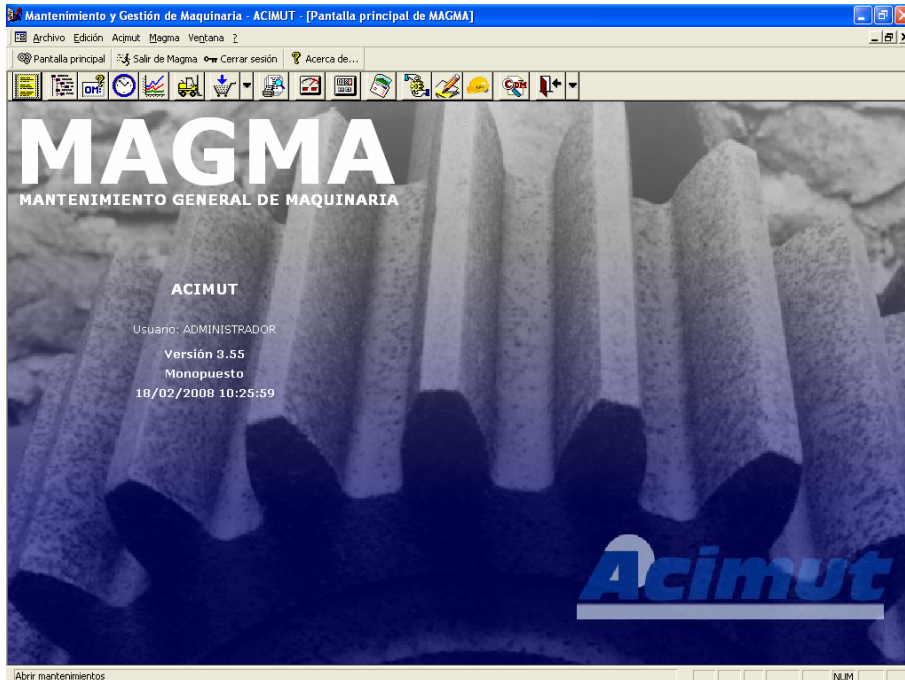 Mantenimiento y Gestión de Maquinaria - ACIMUT - [Pantalla principal de MAGMA]
Archivo Edición Acimut Magma Ventana ?
Pantalla principal Salir de Magma Cerrar sesión Acerca de...
OM?
CDM
MAGMA
MANTENIMIENTO GENERAL DE MAQUINARIA
ACIMUT
Usuario: ADMINISTRADOR
Versión 3.55
Monopuesto
18/02/2008 10:25:59
Acimut
Abrir mantenimientos NUM